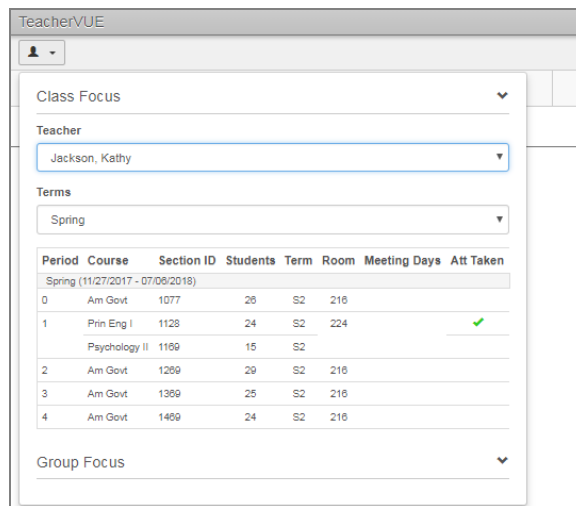 TeacherVUE
Class Focus
Teacher
Jackson, Kathy
Terms
Spring
Period Course Section ID Students Term Room Meeting Days Att Taken
Spring (11/27/2017 - 07/06/2018)
0 Am Govt 1077 26 S2 216
1 Prin Eng I 1128 24 S2 224
Psychology II 1169 15 S2
2 Am Govt 1269 29 S2 216
3 Am Govt 1369 25 S2 216
4 Am Govt 1469 24 S2 216
Group Focus